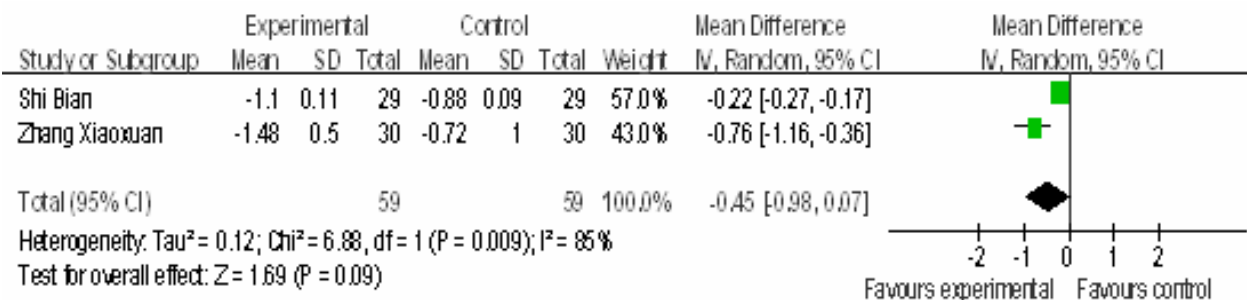 Experimental Control Mean Difference Mean Difference
Study or Subgroup Mean SD Total Mean SD Total Weight IV, Random, 95% CI IV, Random, 95% CI
Shi Bian -1.1 0.11 29 -0.88 0.09 29 57.0% -0.22 [-0.27, -0.17]
Zhang Xiaoxuan -1.48 0.5 30 -0.72 1 30 43.0% -0.76 [-1.16, -0.36]
Total (95% CI) 59 59 100.0% -0.45 [-0.98, 0.07]
Heterogeneity: Tau² = 0.12; Chi² = 6.88, df = 1 (P = 0.009); I² = 85%
Test for overall effect: Z = 1.69 (P = 0.09)
-2 -1 0 1 2
Favours experimental Favours control